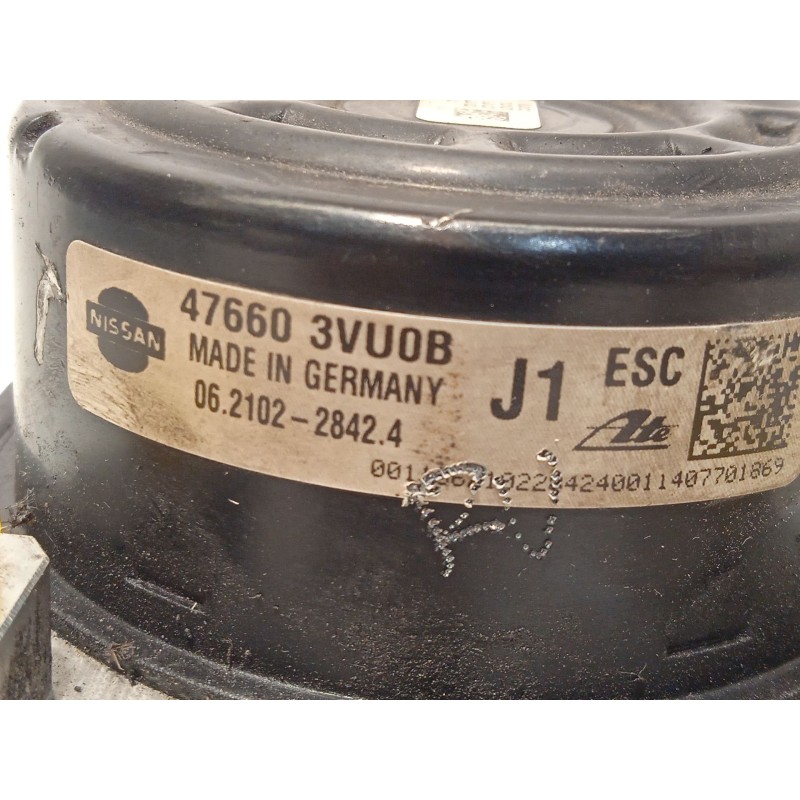 NISSAN
47660 3VU0B
MADE IN GERMANY
06.2102-2842.4
J1
ESC
Ate